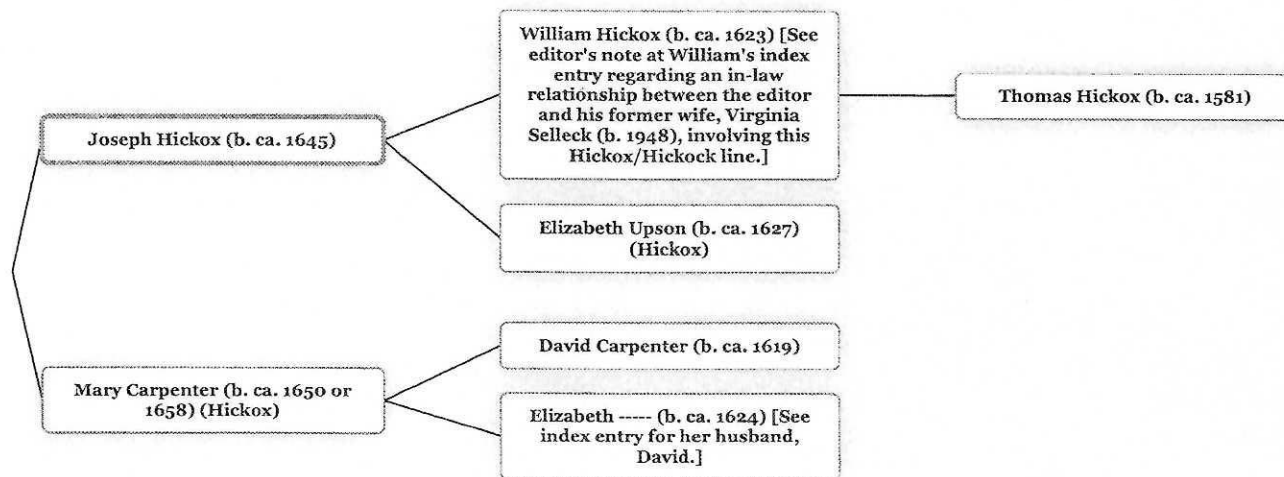 William Hickox (b. ca. 1623) [See
editor's note at William's index
entry regarding an in-law
relationship between the editor
and his former wife, Virginia
Selleck (b. 1948), involving this
Hickox/Hickock line.]
Thomas Hickox (b. ca. 1581)
Joseph Hickox (b. ca. 1645)
Elizabeth Upson (b. ca. 1627)
(Hickox)
David Carpenter (b. ca. 1619)
Mary Carpenter (b. ca. 1650 or
1658) (Hickox)
Elizabeth ----- (b. ca. 1624) [See
index entry for her husband,
David.]